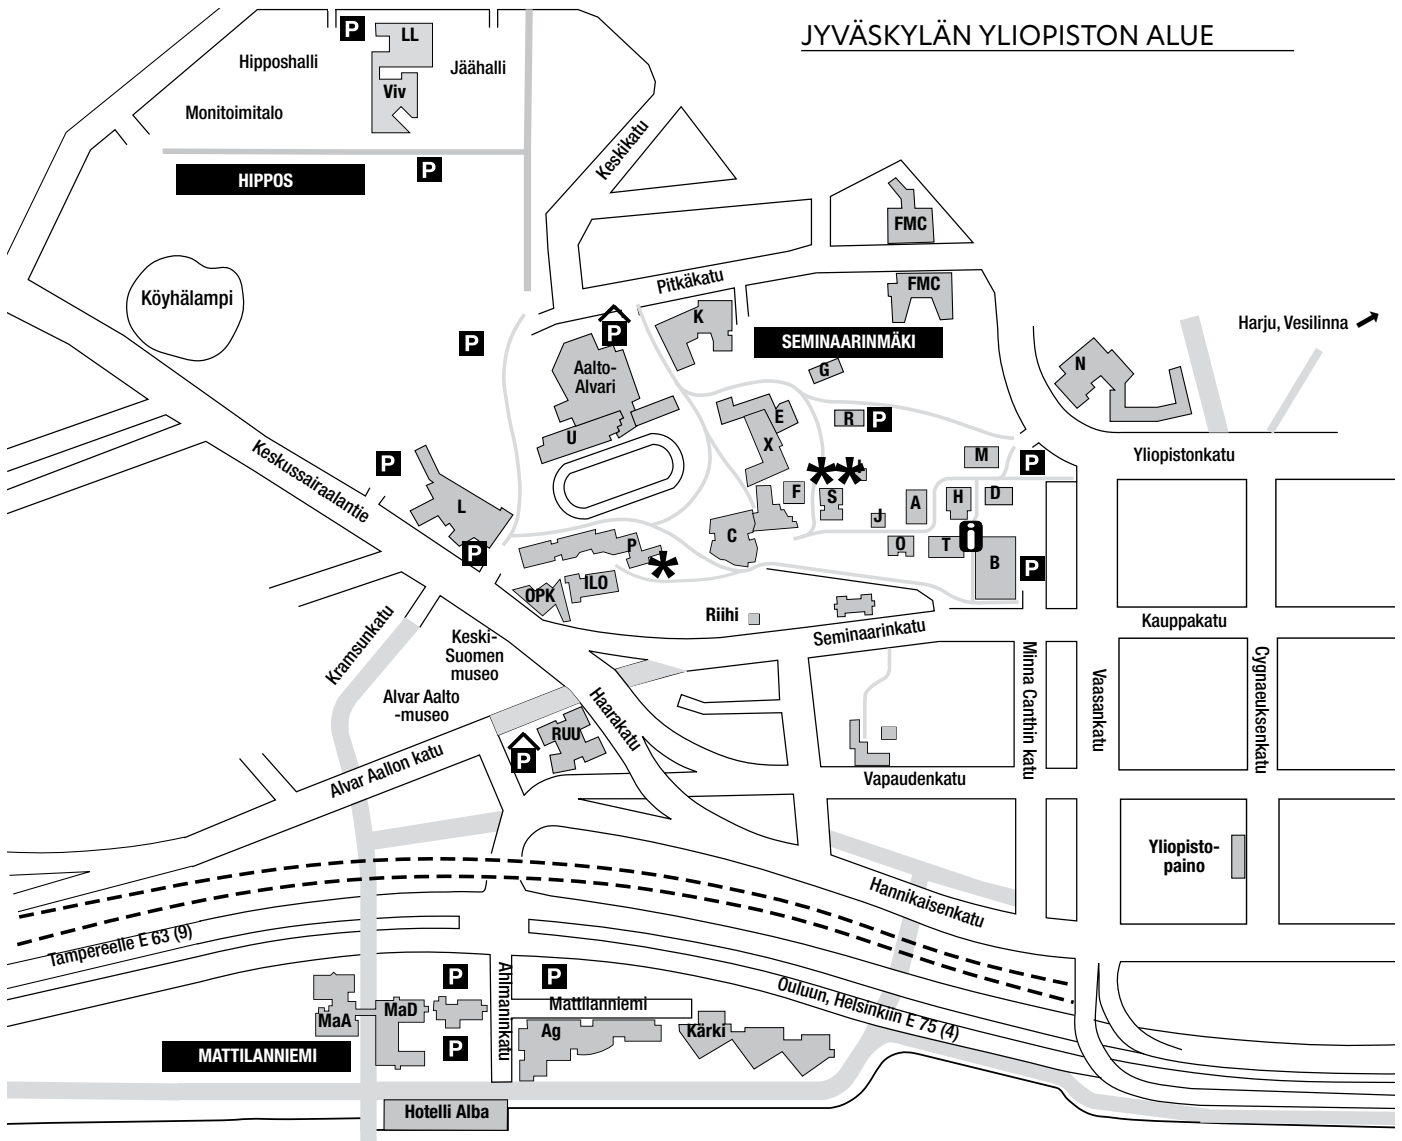 JYVÄSKYLÄN YLIOPISTON ALUE
P
LL
Hipposhalli
Jäähalli
Viv
Monitoimitalo
P
HIPPOS
Keskikatu
FMC
Köyhälampi
Pitkäkatu
FMC
K
P
SEMINAARINMÄKI
Harju, Vesilinna
P
Aalto-
Alvari
G
N
E
R
P
U
X
Yliopistonkatu
M
P
P
Keskussairaalantie
L
F
S
A
H
D
J
C
O
T
i
B
P
P
P
ILO
OPK
Riihi
Seminaarinkatu
Kauppakatu
Kramsunkatu
Keski-
Suomen
museo
Alvar Aalto
-museo
Haarakatu
RUU
P
Minna Canthin katu
Vaasankatu
Cygnaeuksenkatu
Alvar Aallon katu
Vapaudenkatu
Yliopisto-
paino
Hannikaisenkatu
Tampereelle E 63 (9)
P
P
Ahlmaninkatu
Mattilanniemi
Ouluun, Helsinkiin E 75 (4)
MaA
MaD
Ag
Kärki
P
MATTILANNIEMI
Hotelli Alba